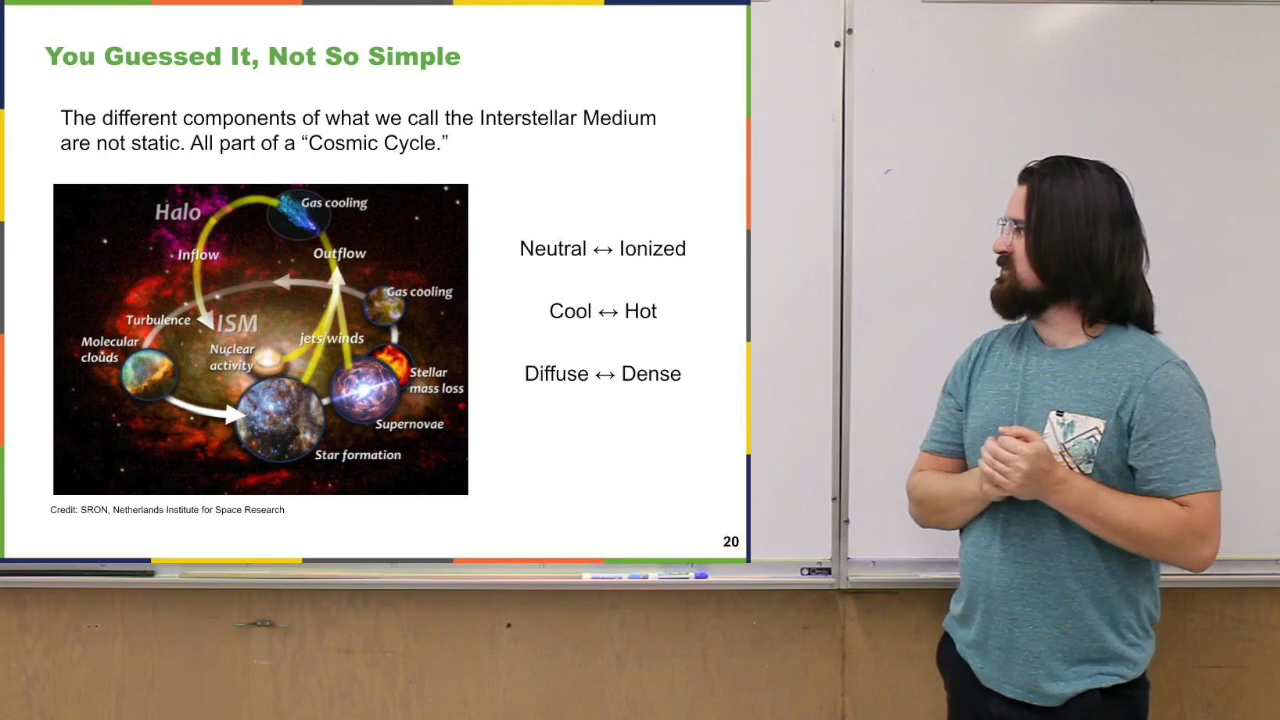 You Guessed It, Not So Simple
The different components of what we call the Interstellar Medium
are not static. All part of a “Cosmic Cycle.”
Halo
Gas cooling
Inflow
Outflow
Gas cooling
Turbulence
ISM
Molecular
clouds
Nuclear
activity
jets/winds
Stellar
mass loss
Supernovae
Star formation
Neutral ↔ Ionized
Cool ↔ Hot
Diffuse ↔ Dense
Credit: SRON, Netherlands Institute for Space Research
20